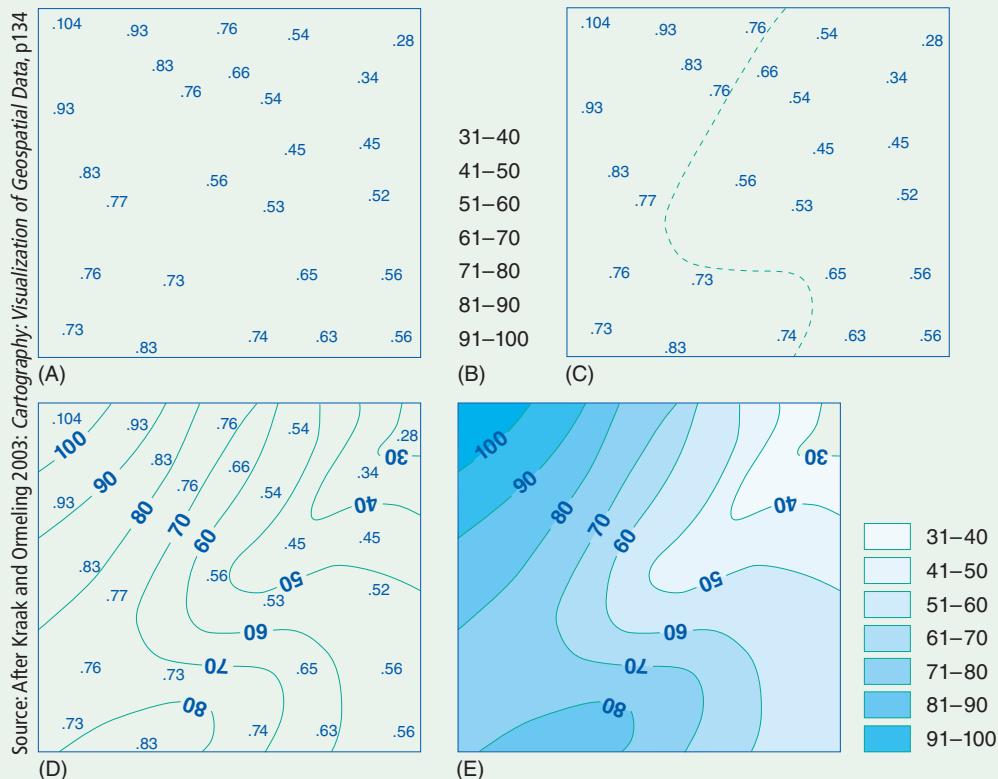 Source: After Kraak and Ormeling 2003: Cartography: Visualization of Geospatial Data, p134
.104 .93 .76 .54 .28
.83 .66 .34
.76 .54
.93
.45 .45
.83 .56
.77 .53 .52
.76 .73 .65 .56
.73 .74 .63 .56
.83
(A)
31–40
41–50
51–60
61–70
71–80
81–90
91–100
(B)
.104 .93 .76 .54 .28
.83 .66 .34
.76 .54
.93
.45 .45
.83 .56
.77 .53 .52
.76 .73 .65 .56
.73 .74 .63 .56
.83
(C)
.104 .93 .76 .54 .28
100 .83 .66 .34 30
90 .76 .54
.93 80 70 60 40
.45 .45
.83 .56 50
.77 .53 .52
60
.76 .73 70 .65 .56
80
.73 .74 .63 .56
.83
(D)
100 30
90
80 70 60 40
50
60
70
80
(E)
31–40
41–50
51–60
61–70
71–80
81–90
91–100